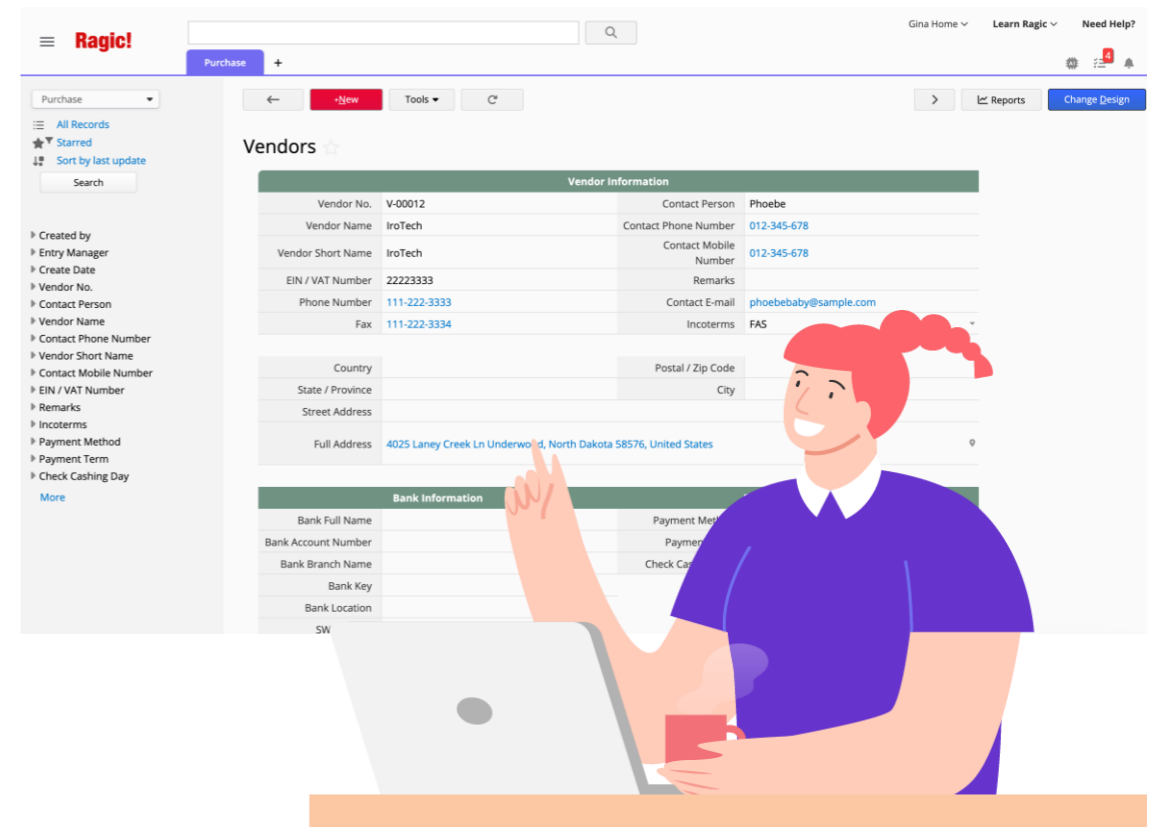 Ragic!
Gina Home Learn Ragic Need Help?
Purchase +
4
Purchase
All Records
Starred
Sort by last update
Search
Created by
Entry Manager
Create Date
Vendor No.
Contact Person
Vendor Name
Contact Phone Number
Vendor Short Name
Contact Mobile Number
EIN / VAT Number
Remarks
Incoterms
Payment Method
Payment Term
Check Cashing Day
More
+New Tools Reports Change Design
Vendors
Vendor Information
Vendor No. V-00012 Contact Person Phoebe
Vendor Name IroTech Contact Phone Number 012-345-678
Vendor Short Name IroTech Contact Mobile Number 012-345-678
EIN / VAT Number 22223333 Remarks
Phone Number 111-222-3333 Contact E-mail phoebebaby@sample.com
Fax 111-222-3334 Incoterms FAS
Country Postal / Zip Code
State / Province City
Street Address
Full Address 4025 Laney Creek Ln Underwood, North Dakota 58576, United States
Bank Information
Bank Full Name Payment Met
Bank Account Number Paymen
Bank Branch Name Check Ca
Bank Key
Bank Location
SW